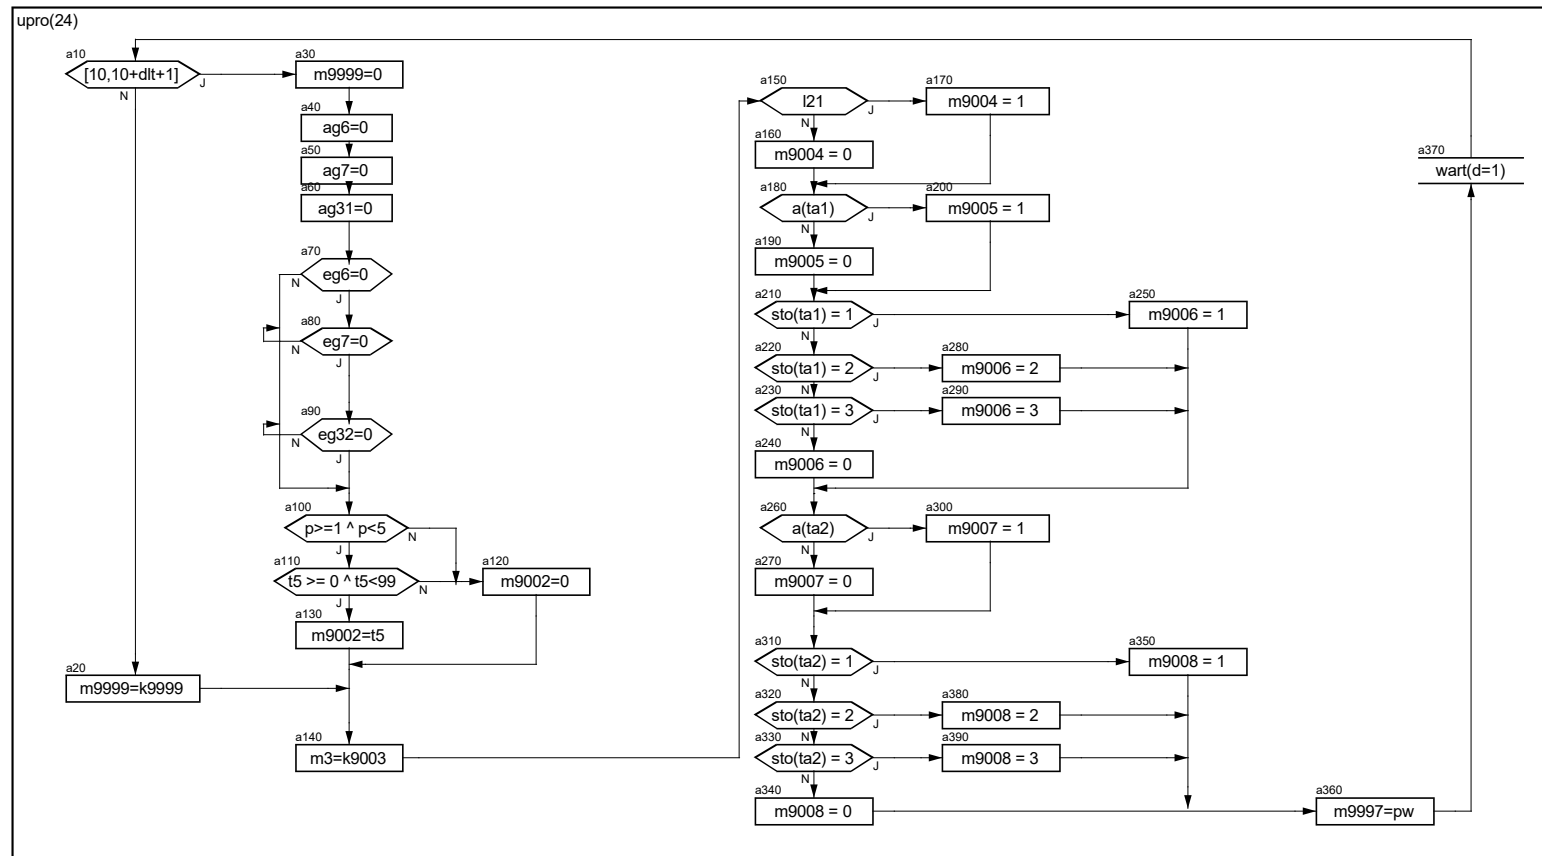 upro(24)
a10
[10,10+dlt+1]
J
N
a30
m9999=0
a40
ag6=0
a50
ag7=0
a60
ag31=0
a70
eg6=0
N
J
a80
eg7=0
N
J
a90
eg32=0
N
J
a100
p>=1 ^ p<5
N
J
a110
t5 >= 0 ^ t5<99
N
J
a120
m9002=0
a130
m9002=t5
a20
m9999=k9999
a140
m3=k9003
a150
l21
J
N
a170
m9004 = 1
a160
m9004 = 0
a180
a(ta1)
J
N
a200
m9005 = 1
a190
m9005 = 0
a210
sto(ta1) = 1
J
N
a250
m9006 = 1
a220
sto(ta1) = 2
J
N
a280
m9006 = 2
a230
sto(ta1) = 3
J
N
a290
m9006 = 3
a240
m9006 = 0
a260
a(ta2)
J
N
a300
m9007 = 1
a270
m9007 = 0
a310
sto(ta2) = 1
J
N
a350
m9008 = 1
a320
sto(ta2) = 2
J
N
a380
m9008 = 2
a330
sto(ta2) = 3
J
N
a390
m9008 = 3
a340
m9008 = 0
a360
m9997=pw
a370
wart(d=1)